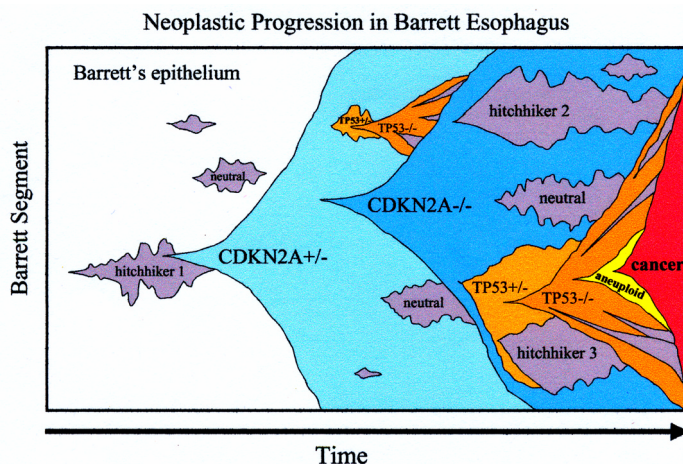 Neoplastic Progression in Barrett Esophagus
Barrett's epithelium
TP53+/-
TP53-/-
hitchhiker 2
neutral
CDKN2A-/-
neutral
CDKN2A+/-
hitchhiker 1
cancer
aneuploid
TP53+/-
TP53-/-
neutral
hitchhiker 3
Barrett Segment
Time